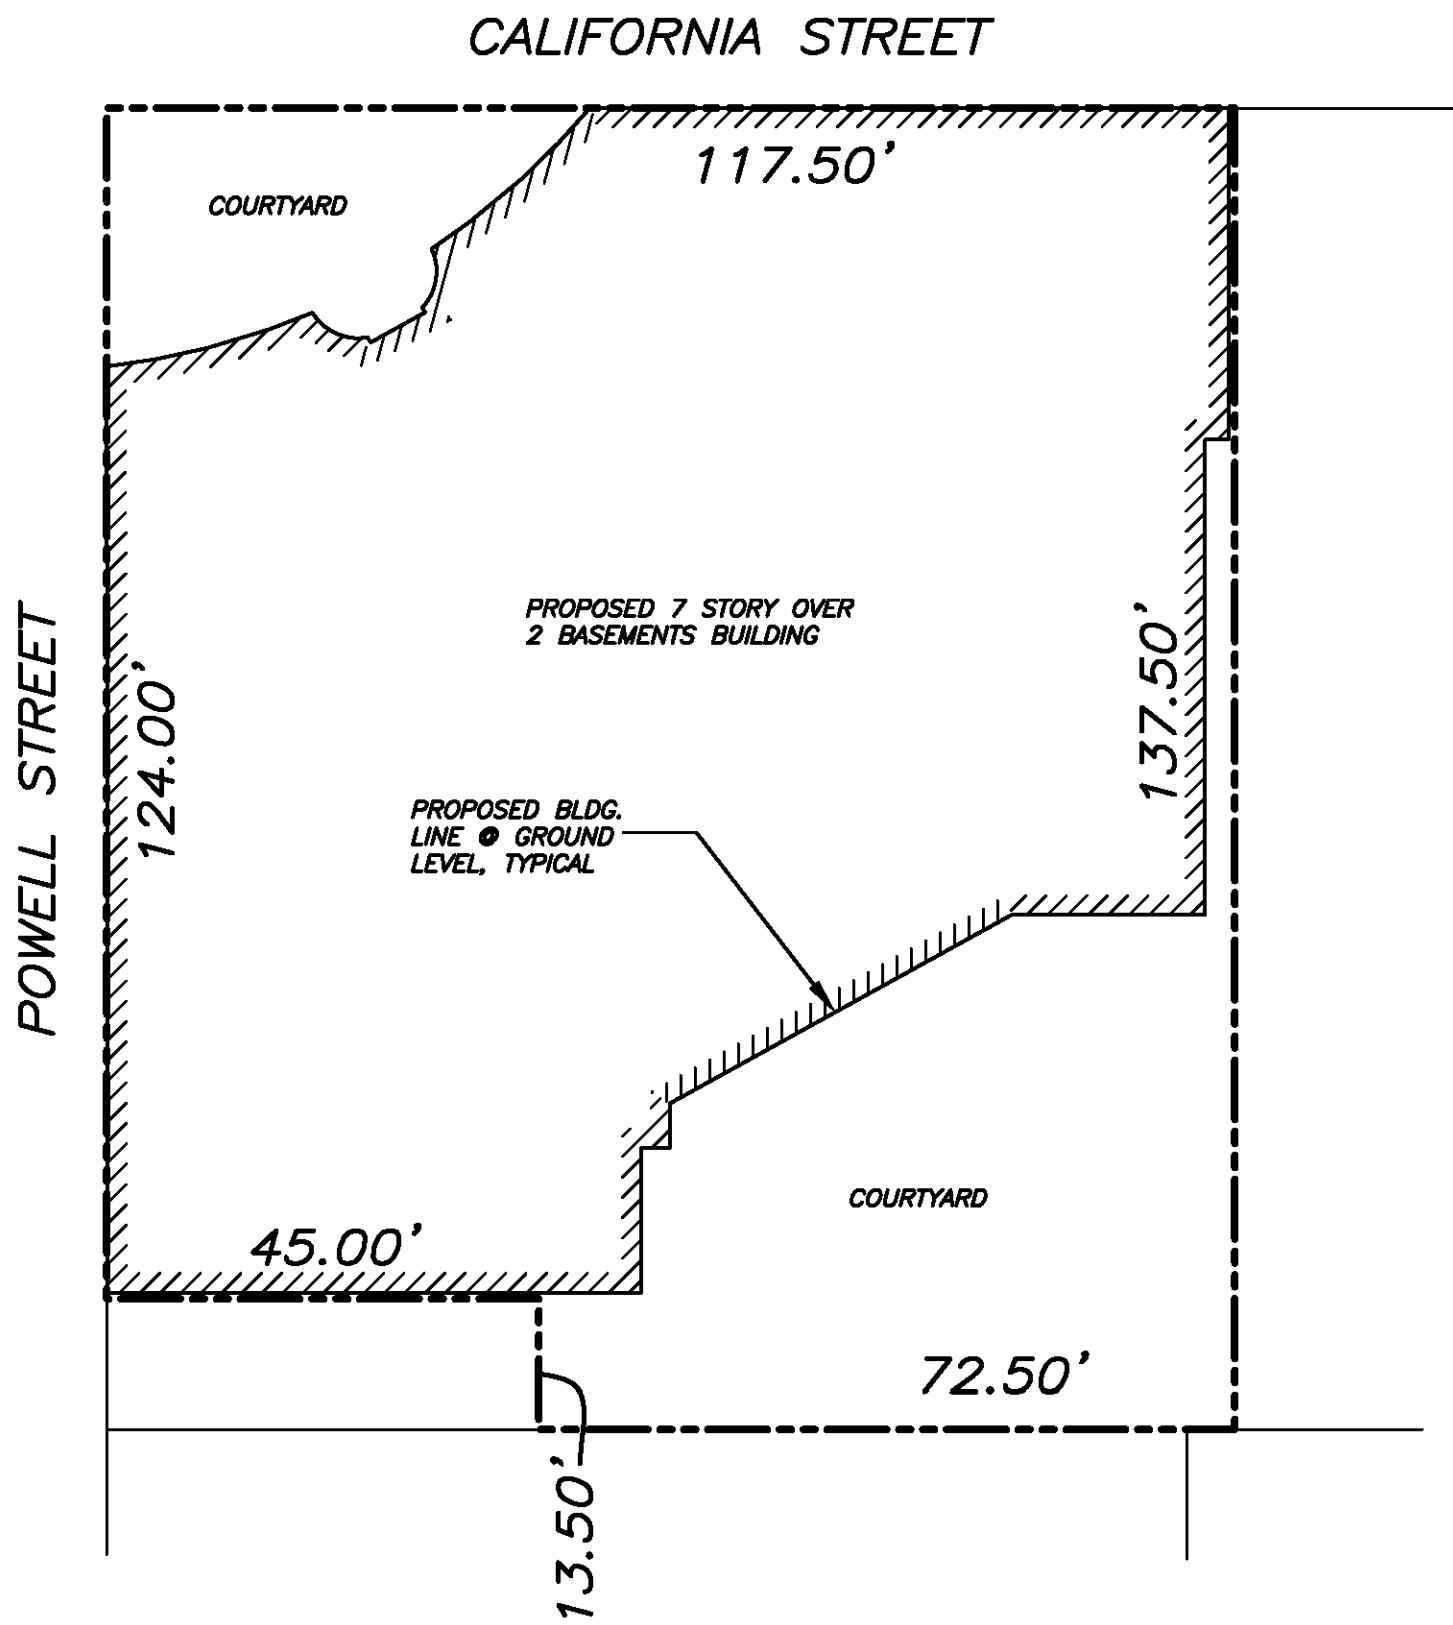 CALIFORNIA STREET
117.50'
COURTYARD
PROPOSED 7 STORY OVER
2 BASEMENTS BUILDING
POWELL STREET
124.00'
137.50'
PROPOSED BLDG.
LINE @ GROUND
LEVEL, TYPICAL
COURTYARD
45.00'
72.50'
13.50'